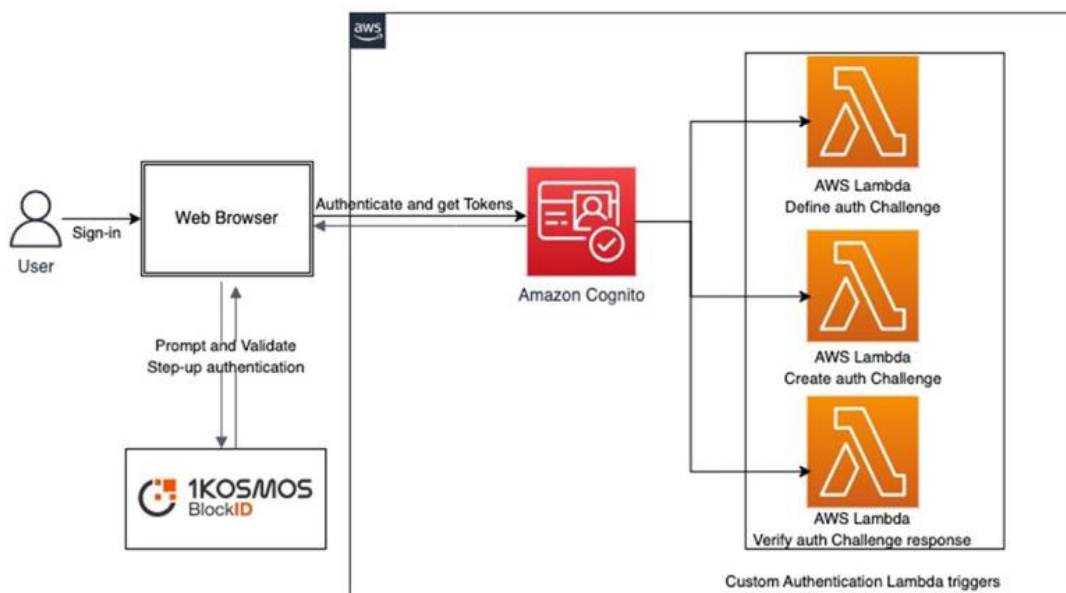 aws
AWS Lambda
Define auth Challenge
Web Browser
Authenticate and get Tokens
Sign-in
User
Amazon Cognito
Prompt and Validate
Step-up authentication
AWS Lambda
Create auth Challenge
1KOSMOS
BlockID
AWS Lambda
Verify auth Challenge response
Custom Authentication Lambda triggers